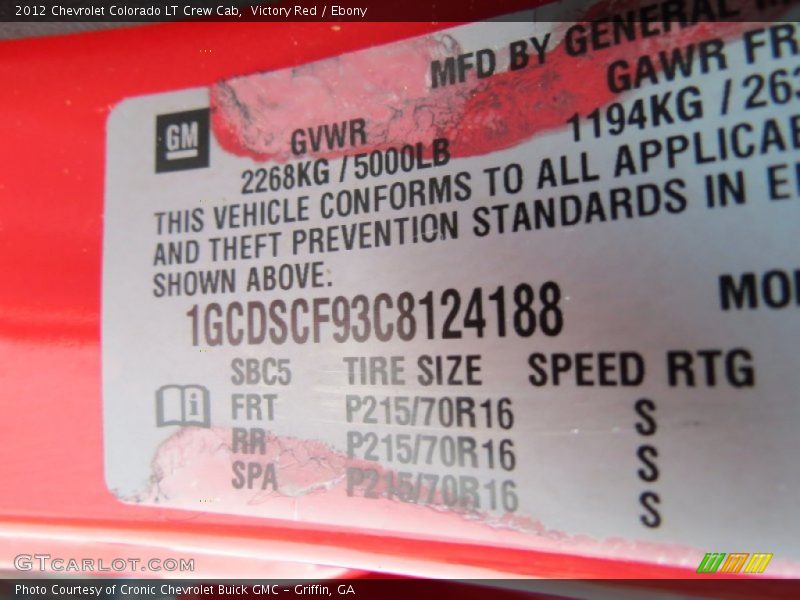 2012 Chevrolet Colorado LT Crew Cab, Victory Red / Ebony
MFD BY GENERAL
GM
GVWR
GAWR FR
2268KG / 5000LB
1194KG / 263
THIS VEHICLE CONFORMS TO ALL APPLICAB
AND THEFT PREVENTION STANDARDS IN E
SHOWN ABOVE.
1GCDSCF93C8124188
MO
SBC5 TIRE SIZE SPEED RTG
FRT P215/70R16 S
RR P215/70R16 S
SPA P215/70R16 S
GTcarlot.com
Photo Courtesy of Cronic Chevrolet Buick GMC – Griffin, GA